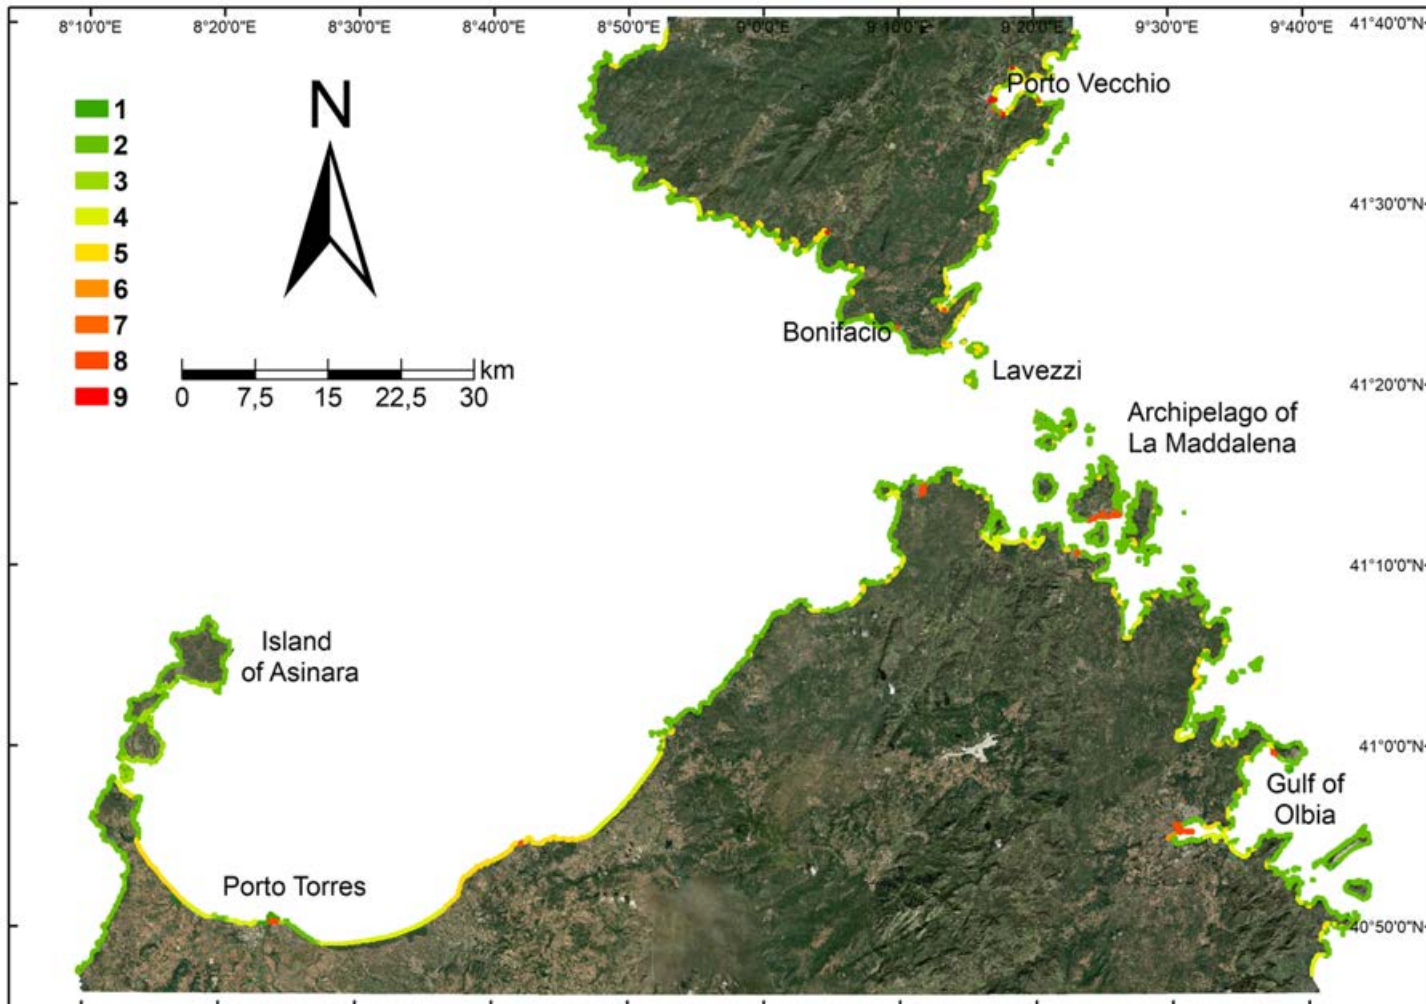 8°10'0"E 8°20'0"E 8°30'0"E 8°40'0"E 8°50'0"E 9°0'0"E 9°10'0"E 9°20'0"E 9°30'0"E 9°40'0"E 41°40'0"N
1
2
3
4
5
6
7
8
9
N
km
0 7,5 15 22,5 30
Porto Vecchio
41°30'0"N
Bonifacio
Lavezzi
41°20'0"N
Archipelago of
La Maddalena
41°10'0"N
Island
of Asinara
41°0'0"N
Gulf of
Olbia
Porto Torres
40°50'0"N